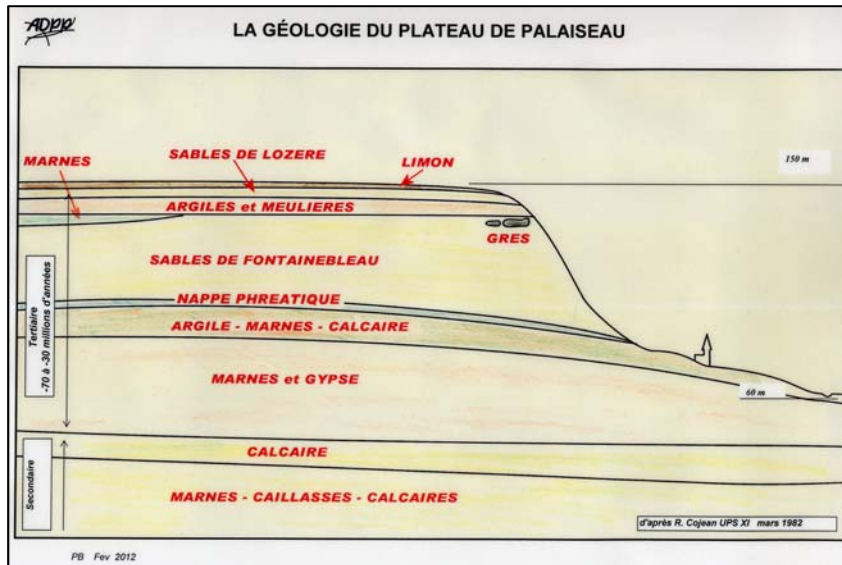 ADPP
LA GÉOLOGIE DU PLATEAU DE PALAISEAU
150 m
SABLES DE LOZERE
MARNES
LIMON
ARGILES et MEULIERES
GRES
SABLES DE FONTAINEBLEAU
NAPPE PHREATIQUE
ARGILE - MARNES - CALCAIRE
Tertiaire
-70 à -30 millions d'années
MARNES et GYPSE
60 m
CALCAIRE
Secondaire
MARNES - CAILLASSES - CALCAIRES
d'après R. Cojean UPS XI mars 1982
PB Fev 2012